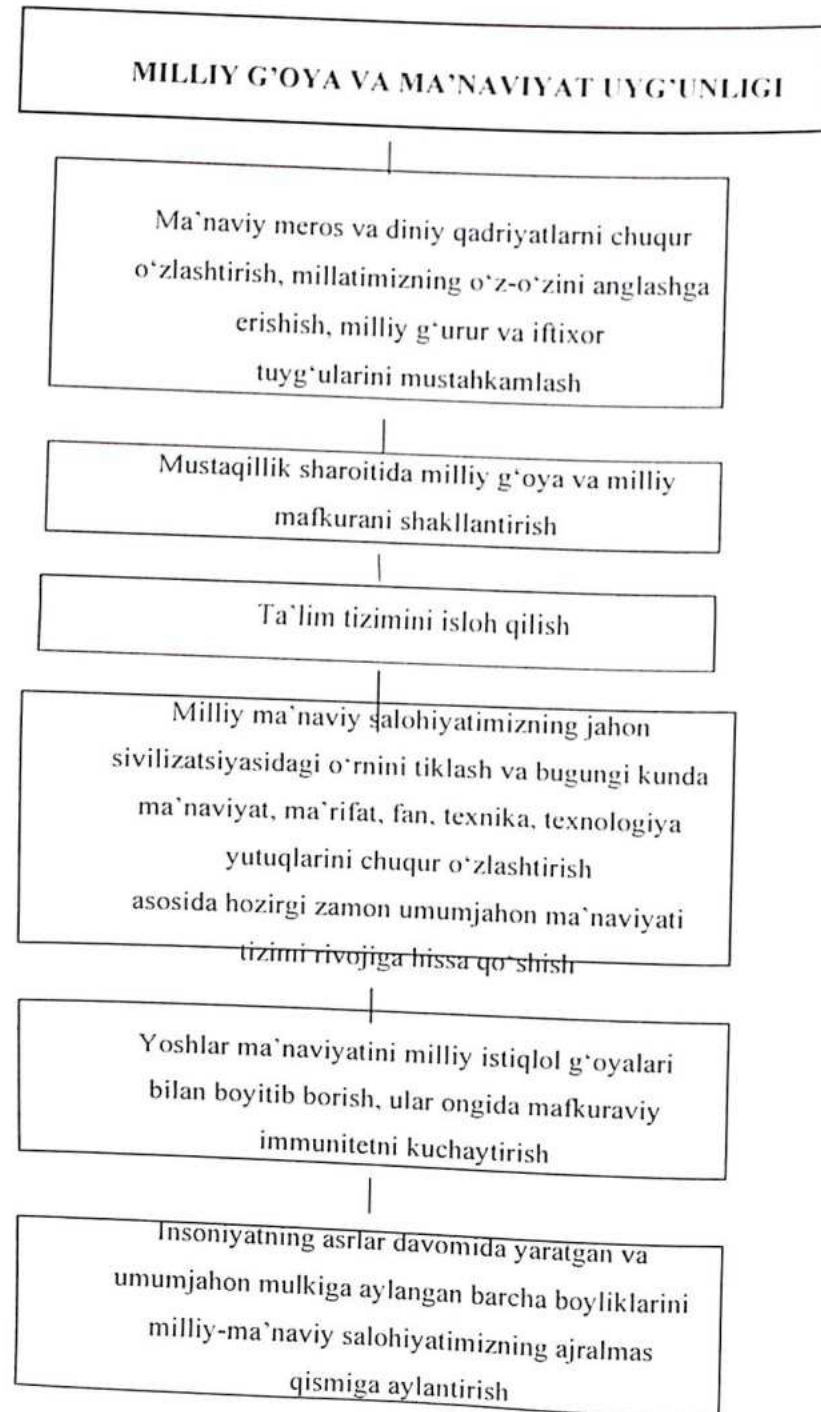 MILLIY G’OYA VA MA’NAVIYAT UYG’UNLIGI
Ma`naviy meros va diniy qadriyatlarni chuqur
o‘zlashtirish, millatimizning o‘z-o‘zini anglashga
erishish, milliy g‘urur va iftixor
tuyg‘ularini mustahkamlash
Mustaqillik sharoitida milliy g‘oya va milliy
mafkurani shakllantirish
Ta`lim tizimini isloh qilish
Milliy ma`naviy salohiyatimizning jahon
sivilizatsiyasidagi o‘rnini tiklash va bugungi kunda
ma`naviyat, ma`rifat, fan, texnika, texnologiya
yutuqlarini chuqur o‘zlashtirish
asosida hozirgi zamon umumjahon ma`naviyati
tizimi rivojiga hissa qo‘shish
Yoshlar ma`naviyatini milliy istiqlol g‘oyalari
bilan boyitib borish, ular ongida mafkuraviy
immunitetni kuchaytirish
Insoniyatning asrlar davomida yaratgan va
umumjahon mulkiga aylangan barcha boyliklarini
milliy-ma`naviy salohiyatimizning ajralmas
qismiga aylantirish